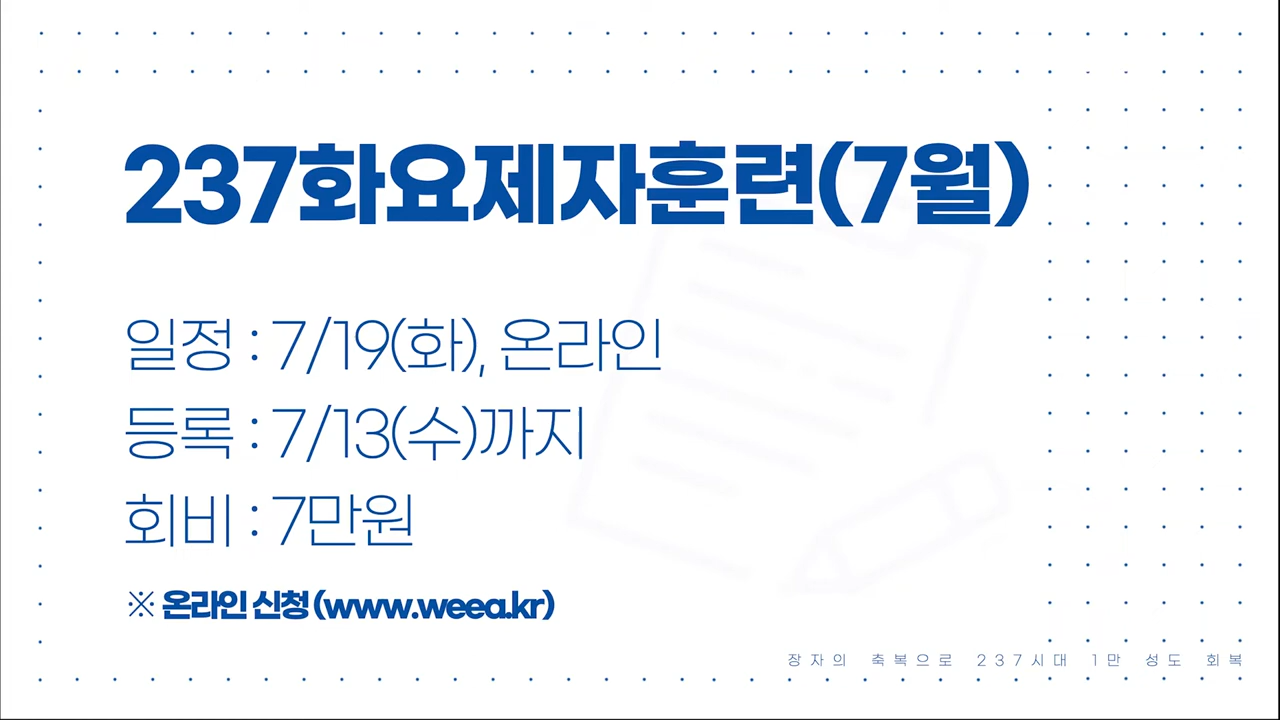 237화요제자훈련(7월)
일정 : 7/19(화), 온라인
등록 : 7/13(수)까지
회비 : 7만원
※ 온라인 신청 (www.weea.kr)
장자의 축복으로 237시대 1만 성도 회복